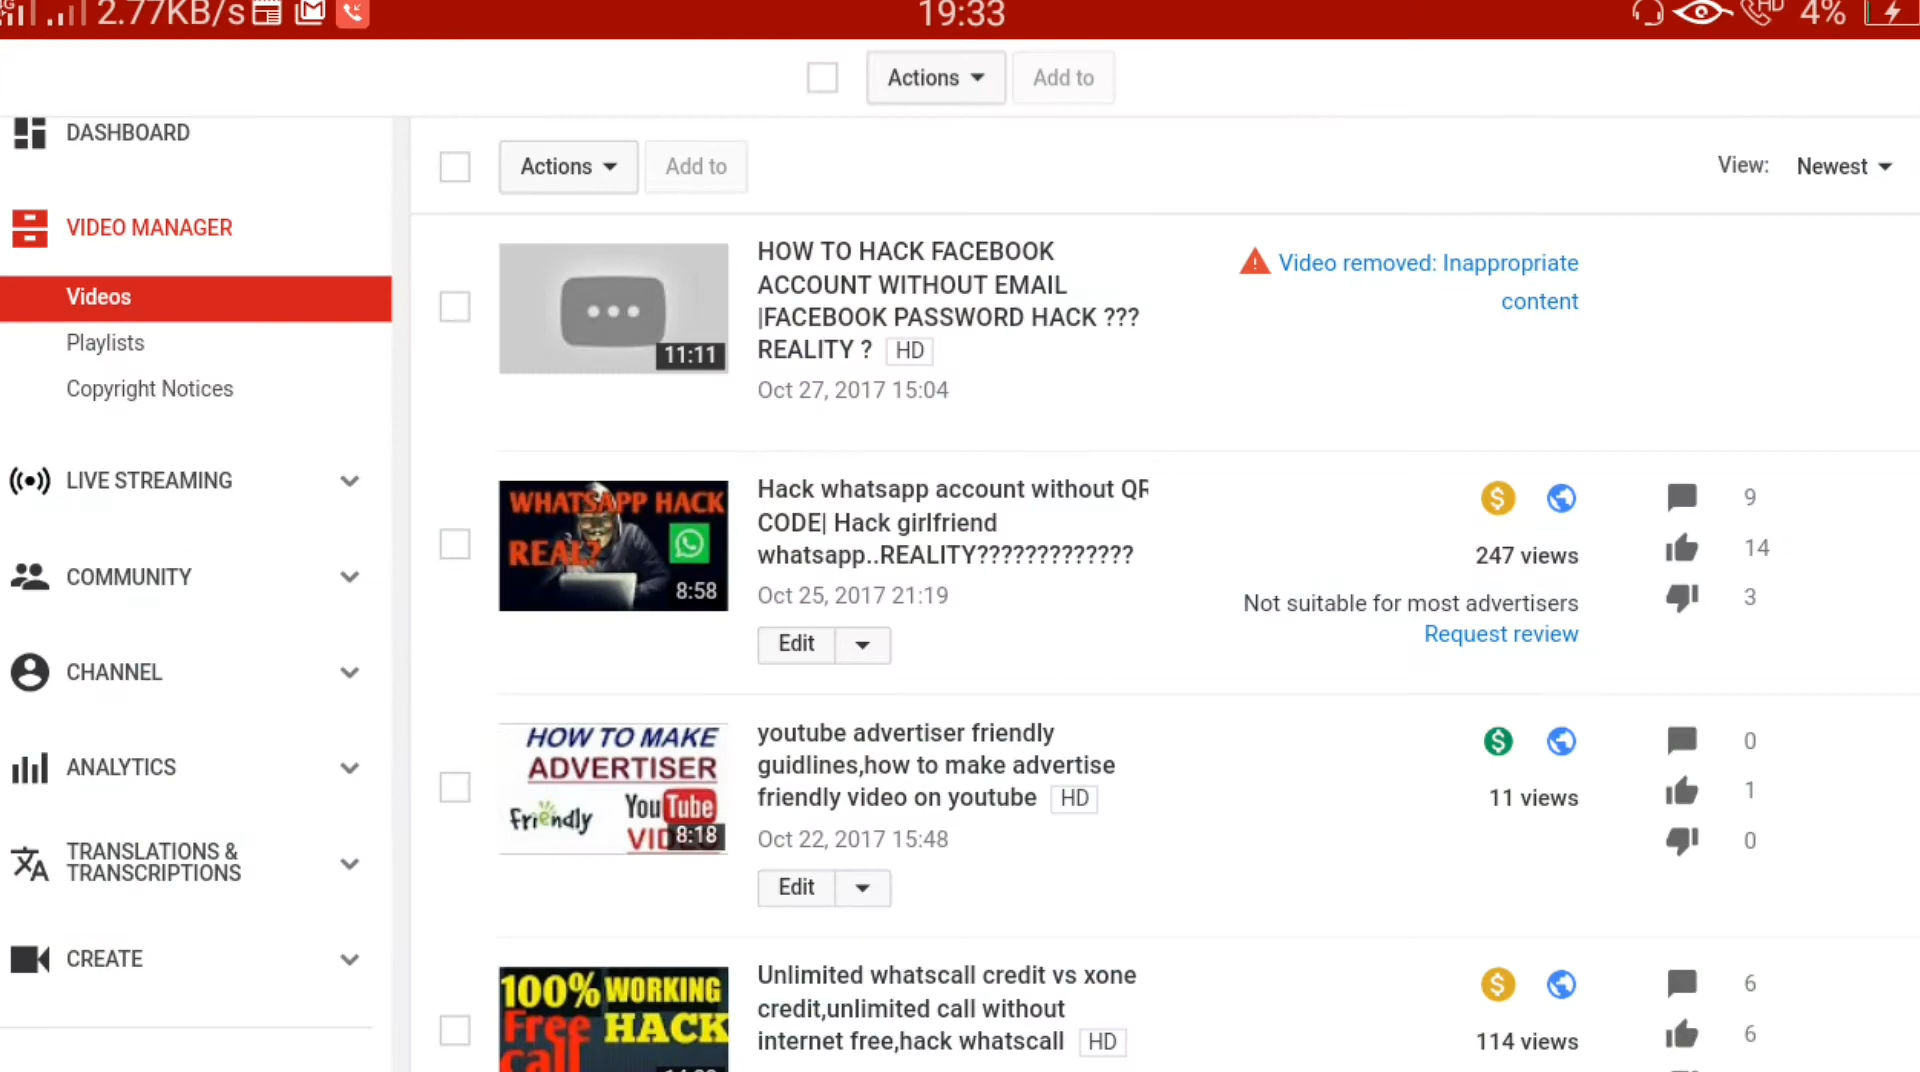 2.77KB/s
19:33
HD
4%
Actions
Add to
DASHBOARD
Actions
Add to
View:
Newest
VIDEO MANAGER
Videos
Playlists
Copyright Notices
LIVE STREAMING
COMMUNITY
CHANNEL
ANALYTICS
TRANSLATIONS &
TRANSCRIPTIONS
CREATE
11:11
HOW TO HACK FACEBOOK
ACCOUNT WITHOUT EMAIL
|FACEBOOK PASSWORD HACK ???
REALITY ? HD
Oct 27, 2017 15:04
Video removed: Inappropriate
content
WHATSAPP HACK
REAL?
8:58
Hack whatsapp account without QR
CODE| Hack girlfriend
whatsapp..REALITY?????????????
Oct 25, 2017 21:19
Edit
247 views
Not suitable for most advertisers
Request review
9
14
3
HOW TO MAKE
ADVERTISER
Friendly
YouTube
8:18
youtube advertiser friendly
guidlines,how to make advertise
friendly video on youtube HD
Oct 22, 2017 15:48
Edit
11 views
0
1
0
100% WORKING
Free HACK
call
Unlimited whatscall credit vs xone
credit,unlimited call without
internet free,hack whatscall HD
114 views
6
6